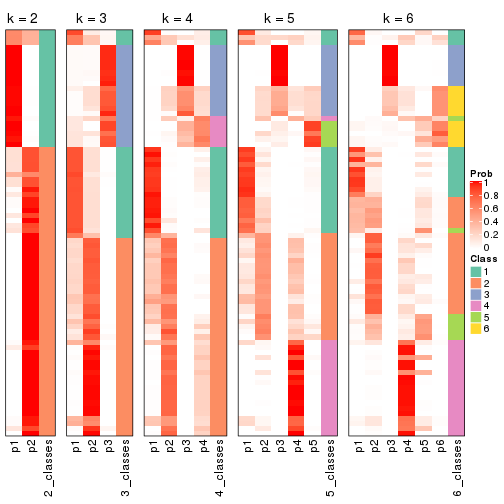 k = 2
k = 3
k = 4
k = 5
k = 6
Prob
1
0.8
0.6
0.4
0.2
0
Class
1
2
3
4
5
6
p1
p2
2_classes
p1
p2
p3
3_classes
p1
p2
p3
p4
4_classes
p1
p2
p3
p4
p5
5_classes
p1
p2
p3
p4
p5
p6
6_classes